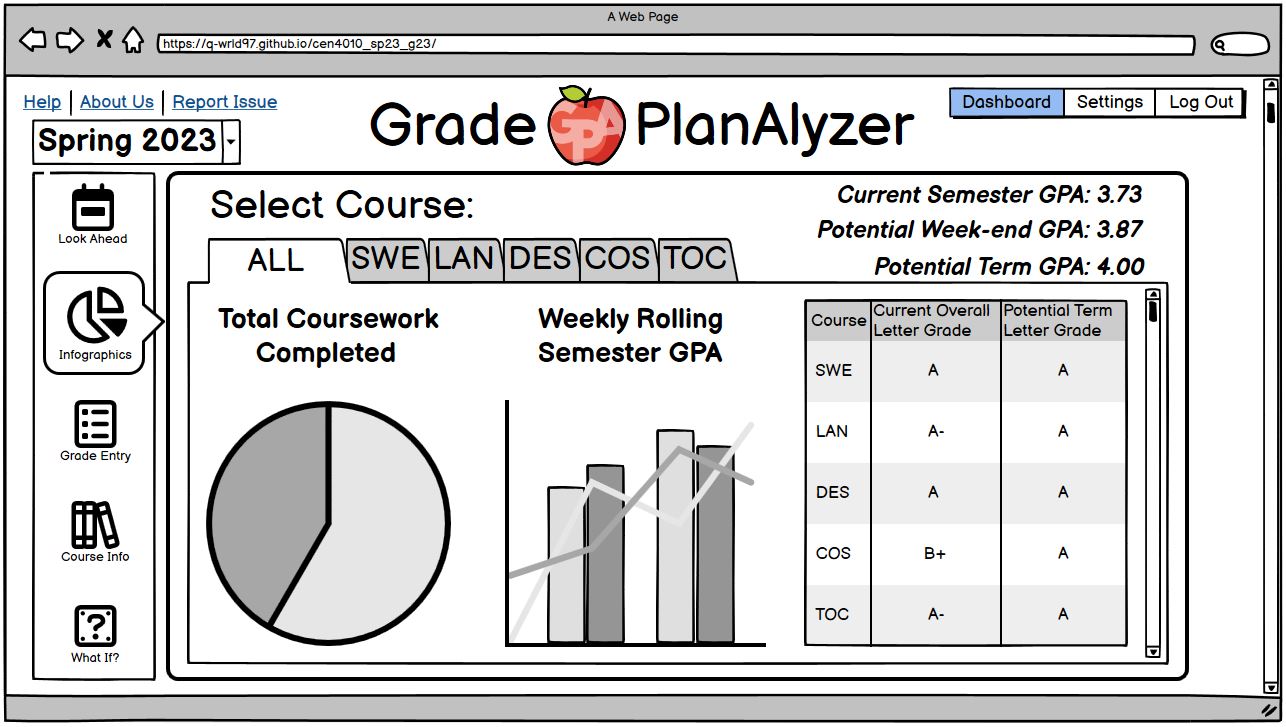 A Web Page
https://q-wrld97.github.io/cen4010_sp23_g23/
Help About Us Report Issue
Grade GPA PlanAlyzer
Dashboard Settings Log Out
Spring 2023
Look Ahead
Infographics
Grade Entry
Course Info
What If?
Select Course:
Current Semester GPA: 3.73
Potential Week-end GPA: 3.87
Potential Term GPA: 4.00
ALL SWE LAN DES COS TOC
Total Coursework
Completed
Weekly Rolling
Semester GPA
Course Current Overall Letter Grade Potential Term Letter Grade
SWE A A
LAN A- A
DES A A
COS B+ A
TOC A- A